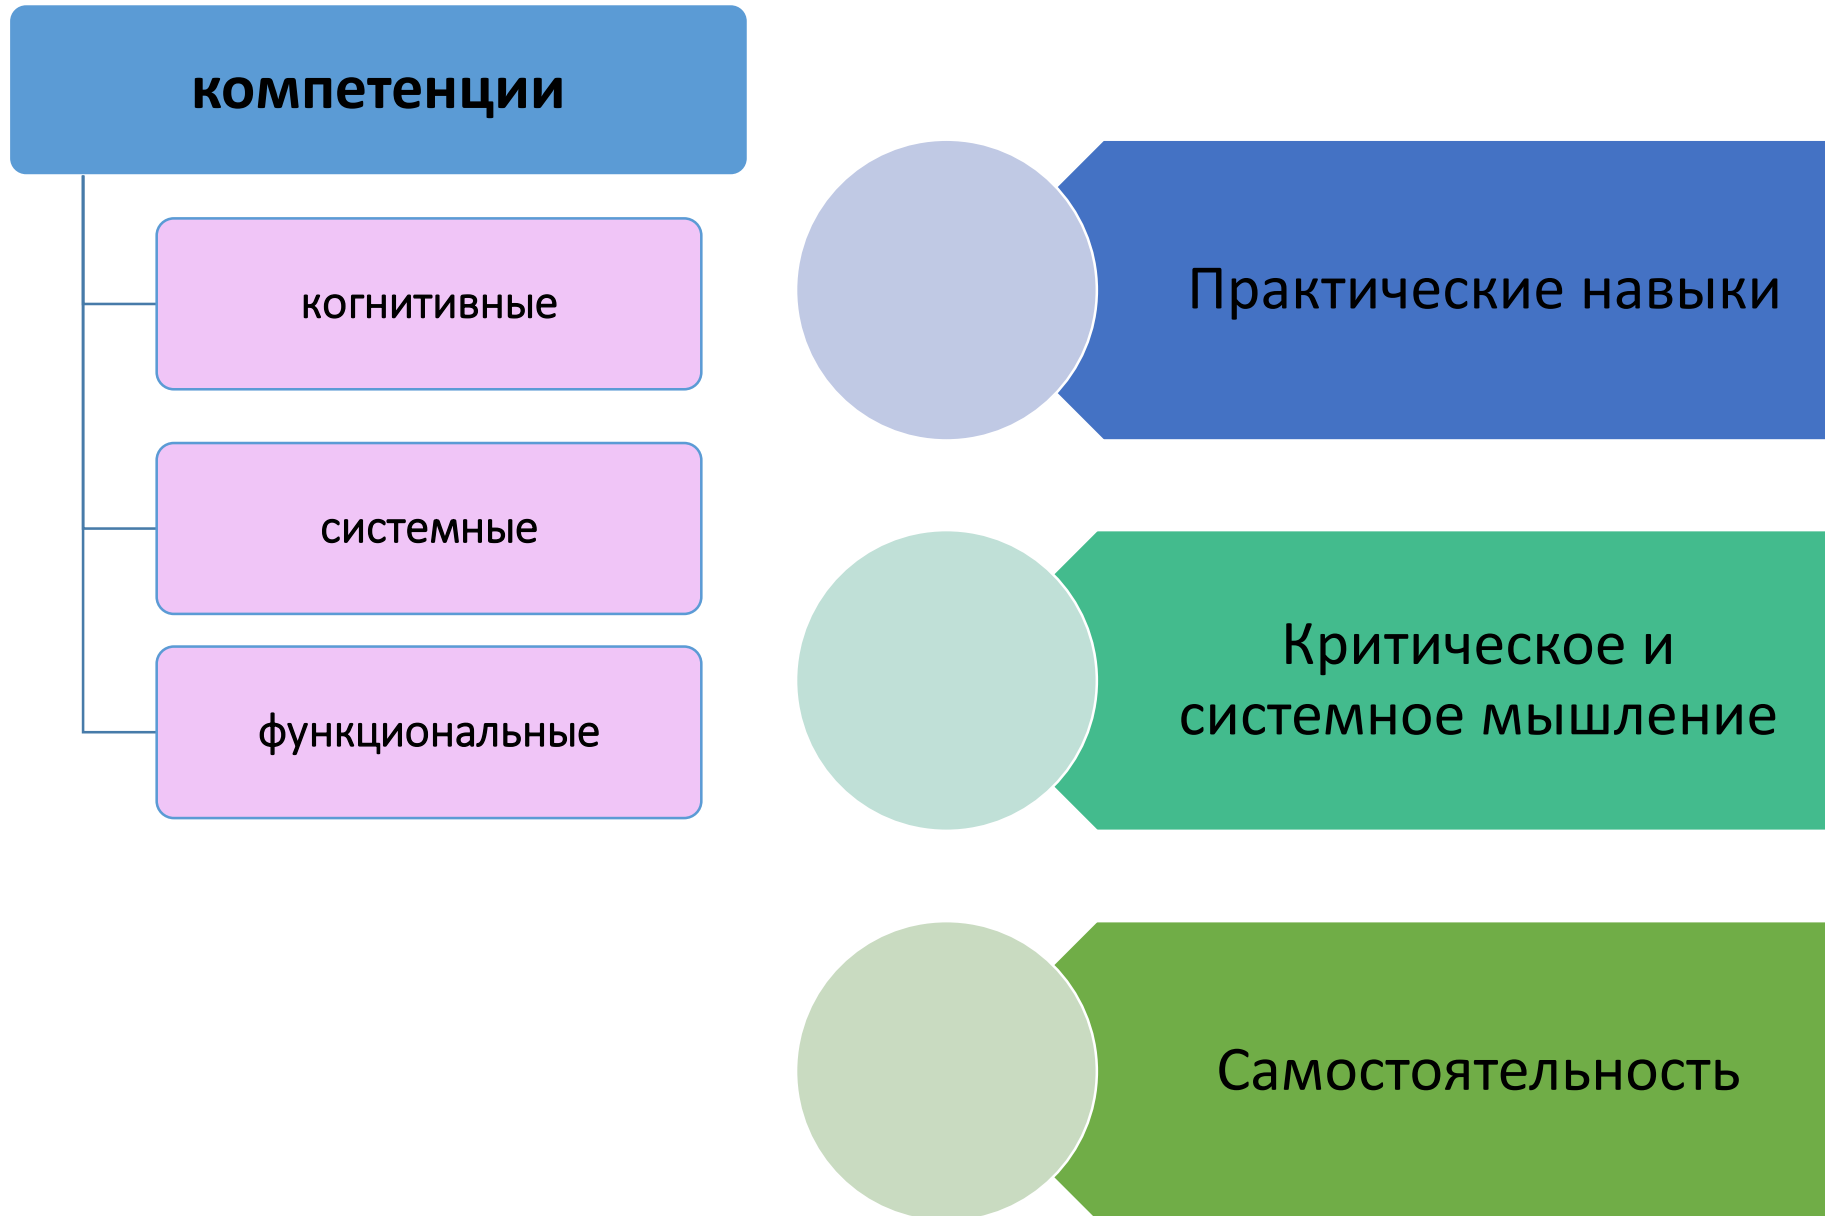 компетенции
когнитивные
системные
функциональные
Практические навыки
Критическое и
системное мышление
Самостоятельность